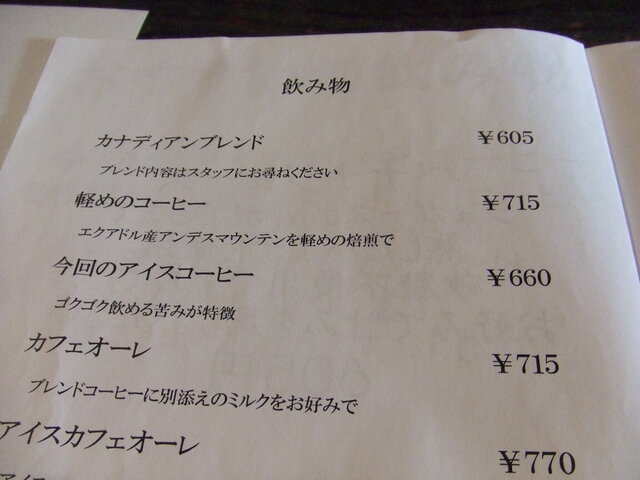 飲み物
カナディアンブレンド ¥605
ブレンド内容はスタッフにお尋ねください
軽めのコーヒー ¥715
エクアドル産アンデスマウンテンを軽めの焙煎で
今回のアイスコーヒー ¥660
ゴクゴク飲める苦みが特徴
カフェオーレ ¥715
ブレンドコーヒーに別添えのミルクをお好みで
アイスカフェオーレ ¥770